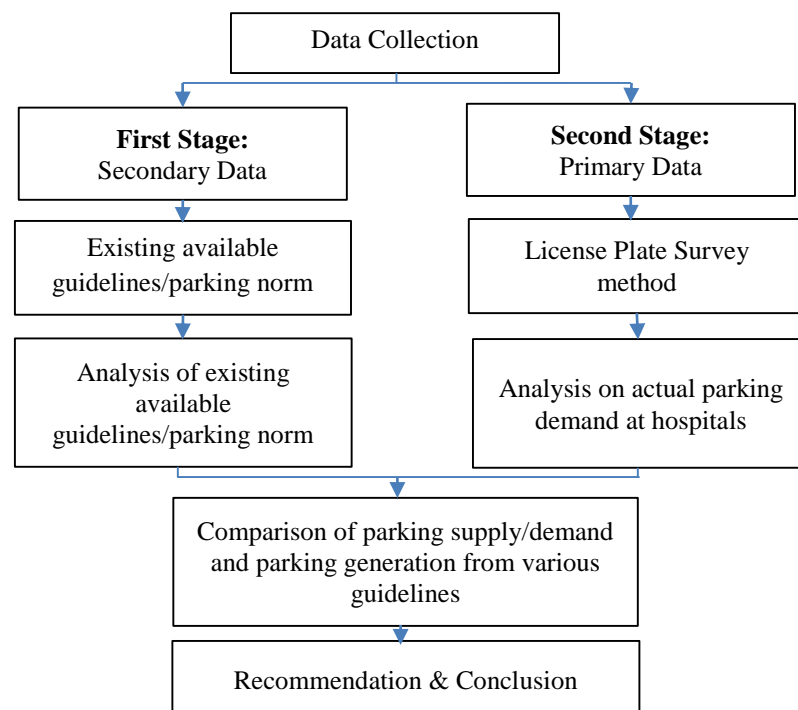 Data Collection
First Stage:
Secondary Data
Second Stage:
Primary Data
Existing available
guidelines/parking norm
License Plate Survey
method
Analysis of existing
available
guidelines/parking norm
Analysis on actual parking
demand at hospitals
Comparison of parking supply/demand
and parking generation from various
guidelines
Recommendation & Conclusion